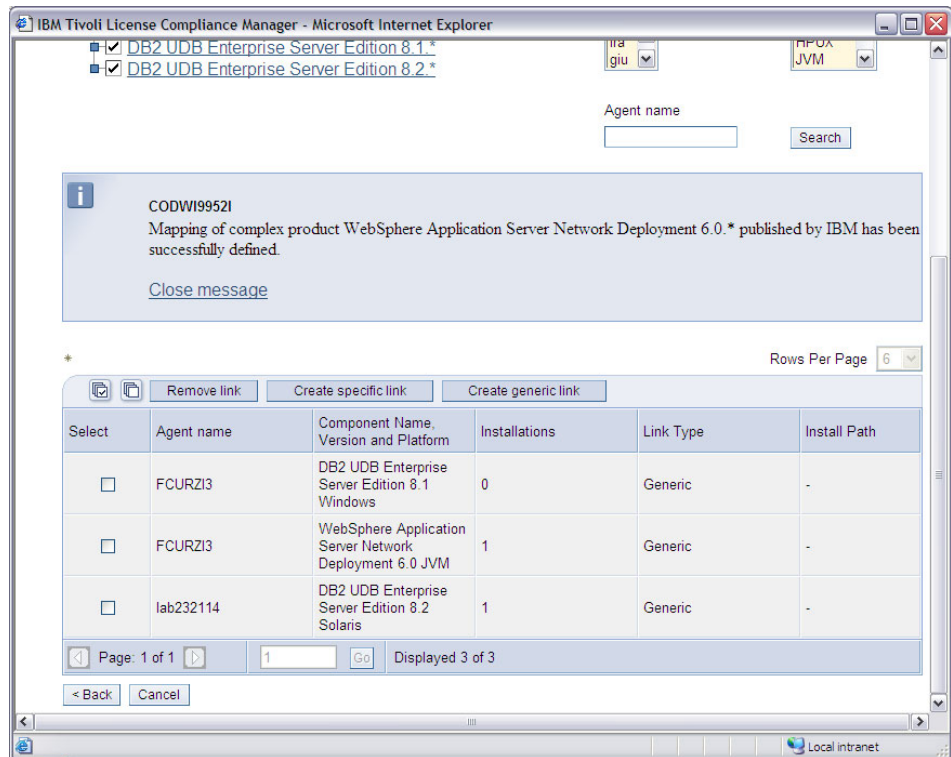 IBM Tivoli License Compliance Manager - Microsoft Internet Explorer
DB2 UDB Enterprise Server Edition 8.1.*
DB2 UDB Enterprise Server Edition 8.2.*
giu
HPUX
JVM
Agent name
Search
i
CODWI9952I
Mapping of complex product WebSphere Application Server Network Deployment 6.0.* published by IBM has been
successfully defined.
Close message
*
Rows Per Page 6
Remove link Create specific link Create generic link
Select Agent name Component Name, Version and Platform Installations Link Type Install Path
FCURZI3 DB2 UDB Enterprise Server Edition 8.1 Windows 0 Generic -
FCURZI3 WebSphere Application Server Network Deployment 6.0 JVM 1 Generic -
lab232114 DB2 UDB Enterprise Server Edition 8.2 Solaris 1 Generic -
Page: 1 of 1 1 Go Displayed 3 of 3
< Back Cancel
Local intranet